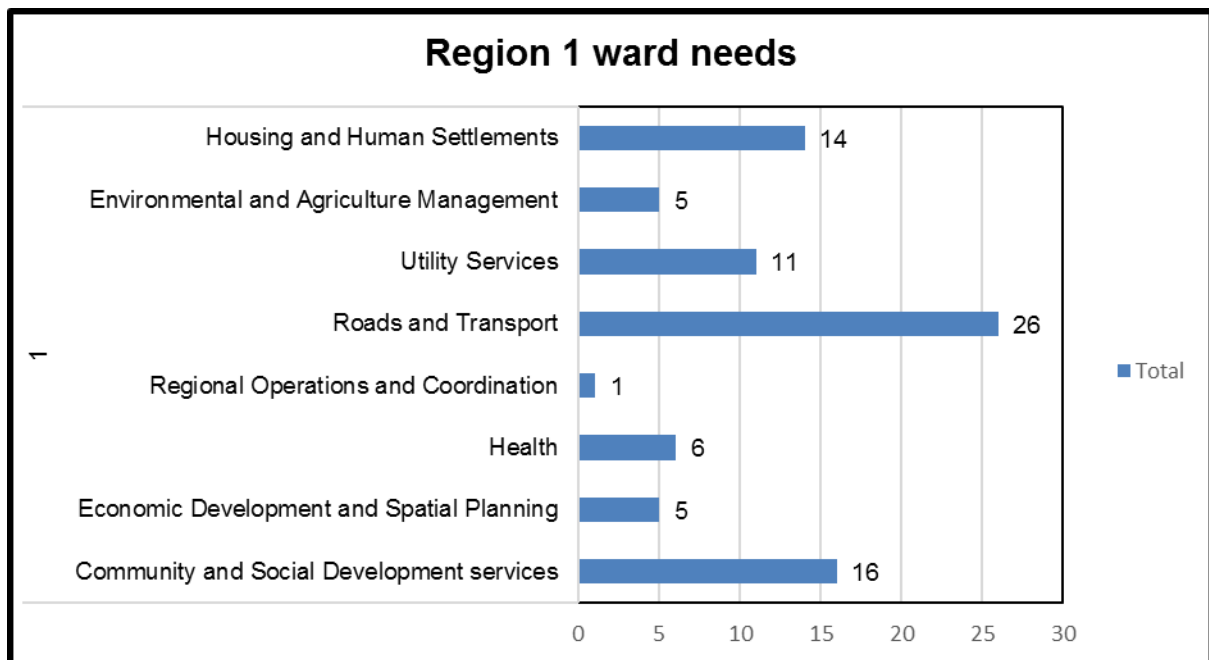 Region 1 ward needs
Housing and Human Settlements 14
Environmental and Agriculture Management 5
Utility Services 11
Roads and Transport 26
1
Regional Operations and Coordination 1
Health 6
Economic Development and Spatial Planning 5
Community and Social Development services 16
0 5 10 15 20 25 30
Total